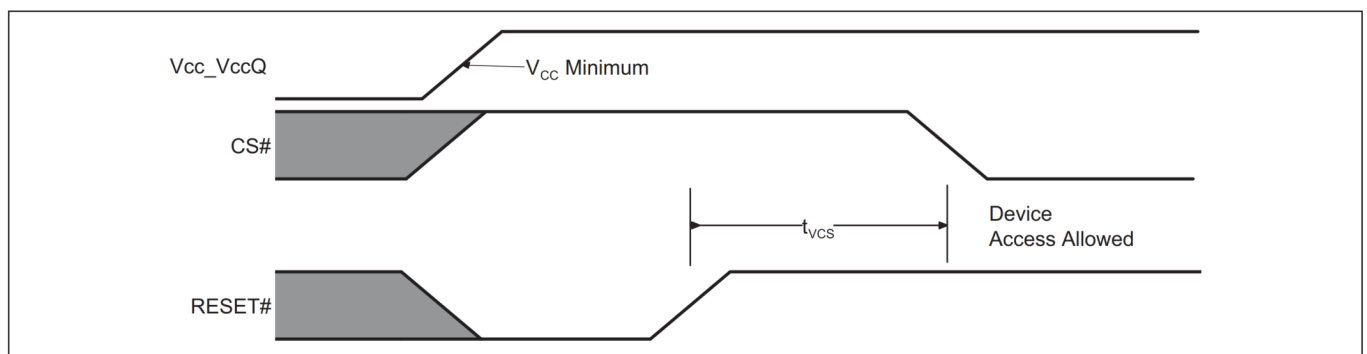 Vcc_VccQ
VCC Minimum
CS#
tVCS
Device
Access Allowed
RESET#